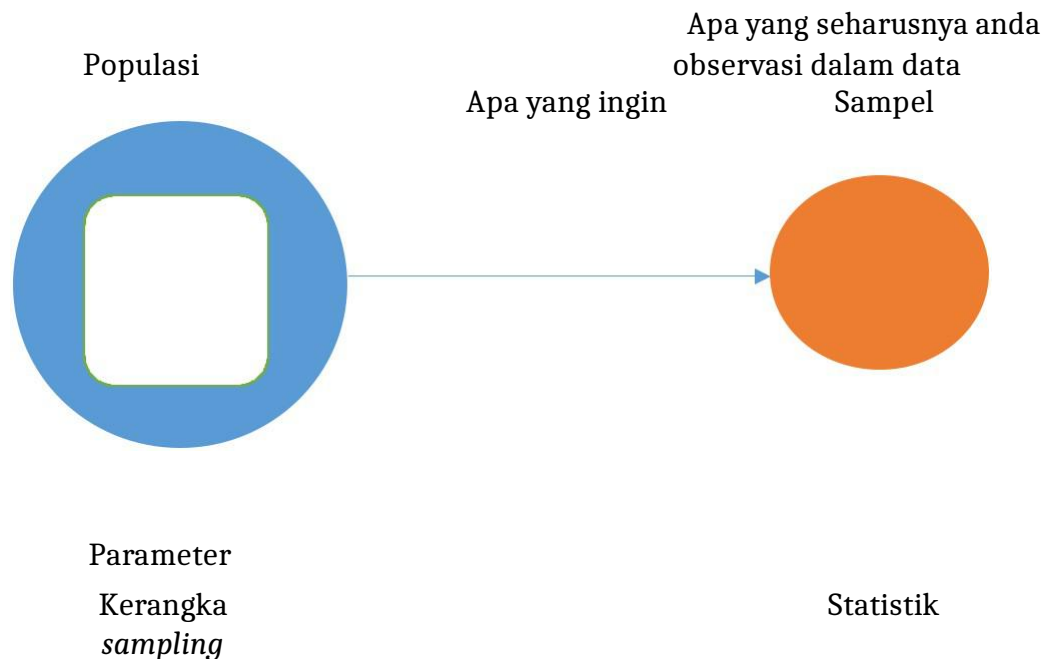 Apa yang seharusnya anda
Populasi
observasi dalam data
Apa yang ingin
Sampel
Parameter
Kerangka
sampling
Statistik